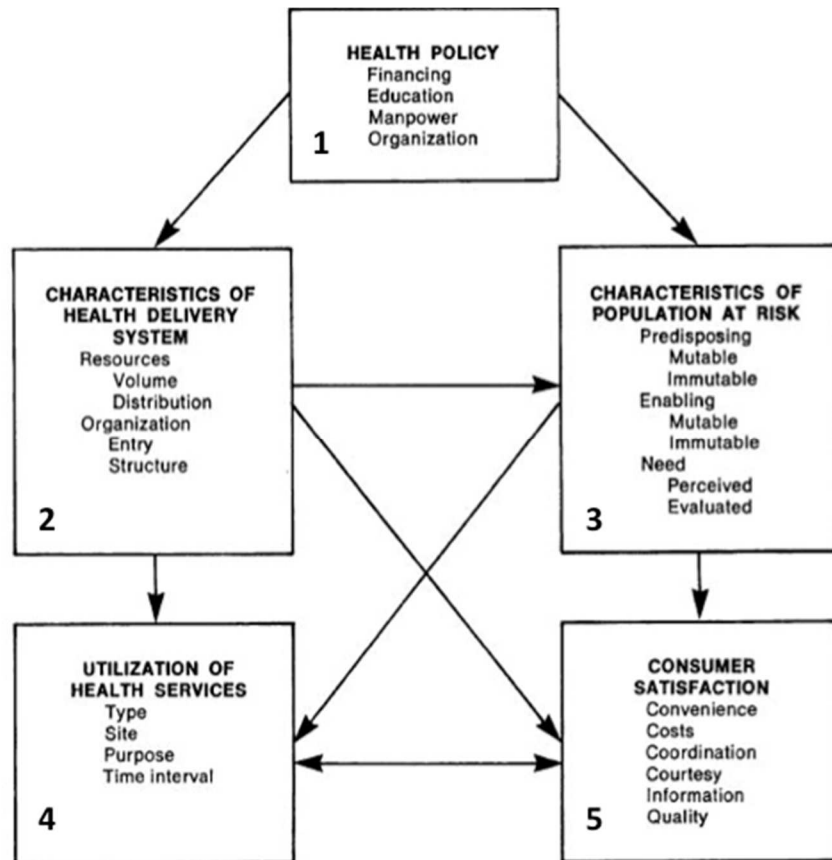 HEALTH POLICY
Financing
Education
Manpower
Organization
1
CHARACTERISTICS OF
HEALTH DELIVERY
SYSTEM
Resources
Volume
Distribution
Organization
Entry
Structure
2
CHARACTERISTICS OF
POPULATION AT RISK
Predisposing
Mutable
Immutable
Enabling
Mutable
Immutable
Need
Perceived
Evaluated
3
UTILIZATION OF
HEALTH SERVICES
Type
Site
Purpose
Time interval
4
CONSUMER
SATISFACTION
Convenience
Costs
Coordination
Courtesy
Information
Quality
5